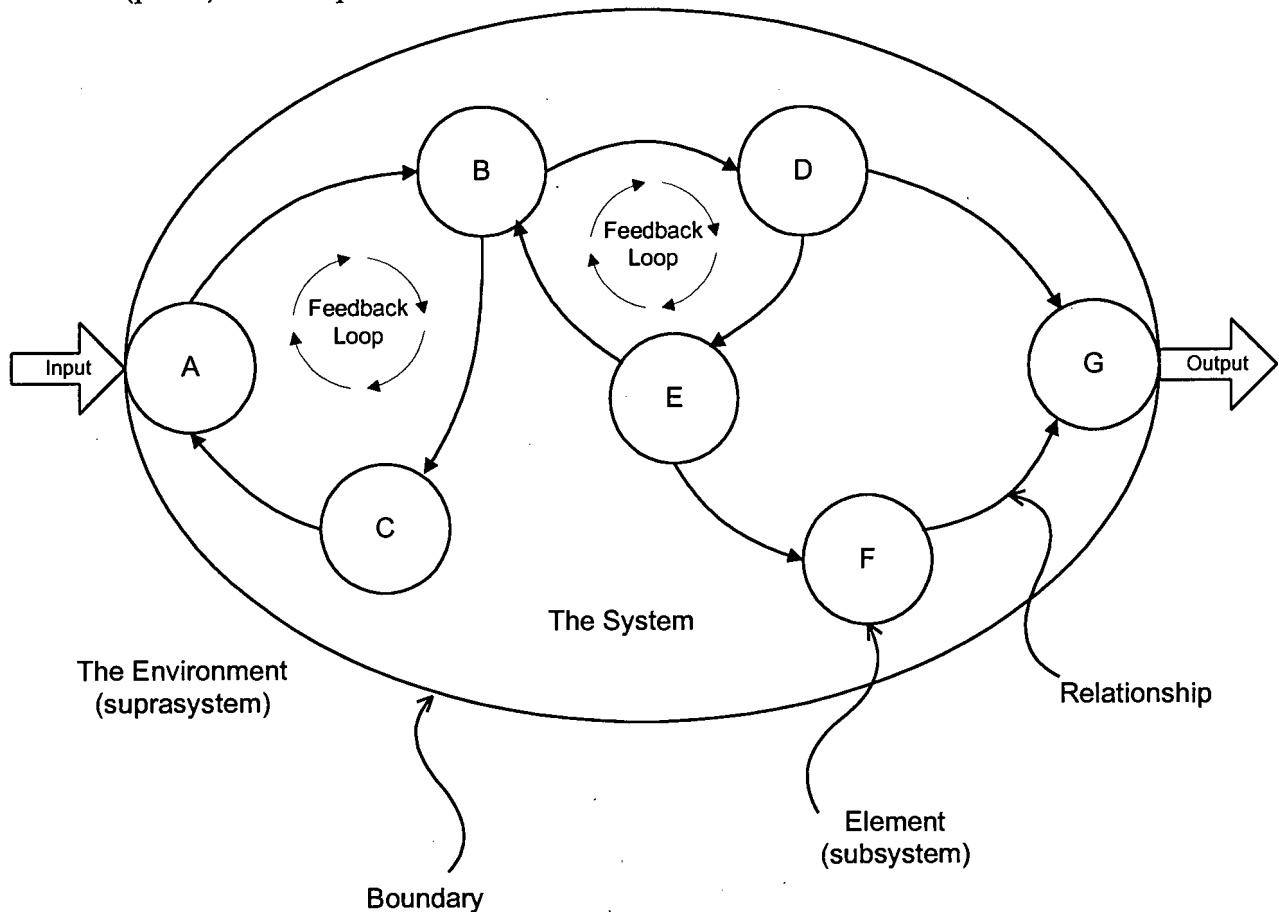 B
D
Feedback
Loop
Feedback
Loop
Input
A
G
Output
E
C
F
The System
The Environment
(suprasystem)
Relationship
Element
(subsystem)
Boundary